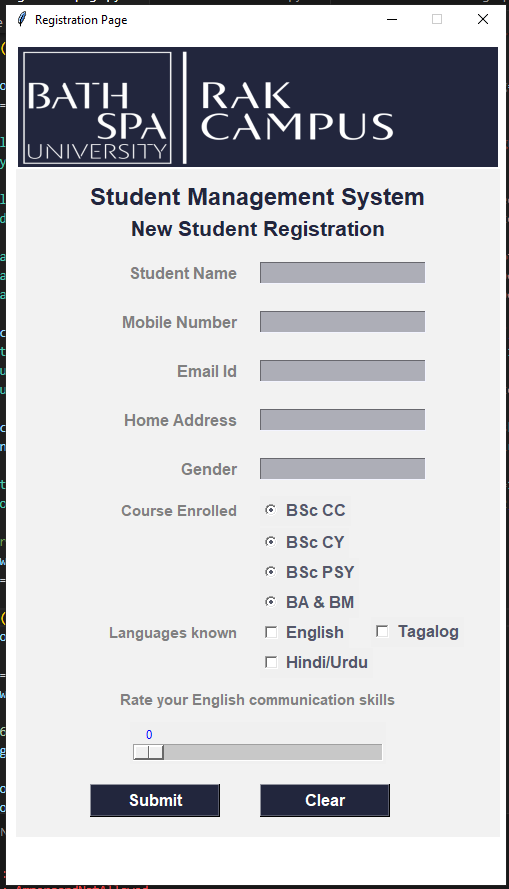 Registration Page
BATH
SPA
UNIVERSITY
RAK
CAMPUS
Student Management System
New Student Registration
Student Name
Mobile Number
Email Id
Home Address
Gender
Course Enrolled
BSc CC
BSc CY
BSc PSY
BA & BM
Languages known
English
Tagalog
Hindi/Urdu
Rate your English communication skills
0
Submit
Clear